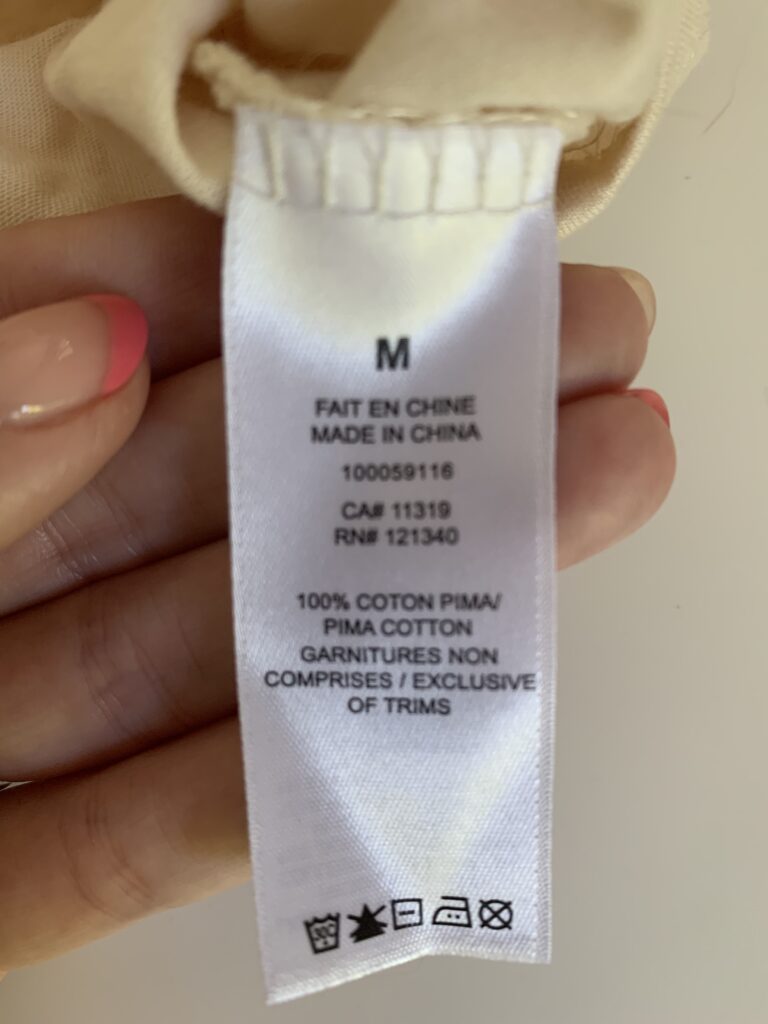 M
FAIT EN CHINE
MADE IN CHINA
100059116
CA# 11319
RN# 121340
100% COTON PIMA/
PIMA COTTON
GARNITURES NON
COMPRISES / EXCLUSIVE
OF TRIMS
30C